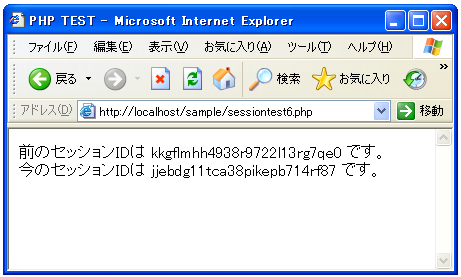 PHP TEST - Microsoft Internet Explorer
ファイル(F) 編集(E) 表示(V) お気に入り(A) ツール(T) ヘルプ(H)
戻る 検索 お気に入り
アドレス(D) http://localhost/sample/sessiontest6.php 移動
前のセッションIDは kkgflmhh4938r9722l13rg7qe0 です。
今のセッションIDは jjebdg11tca38pikepb714rf87 です。